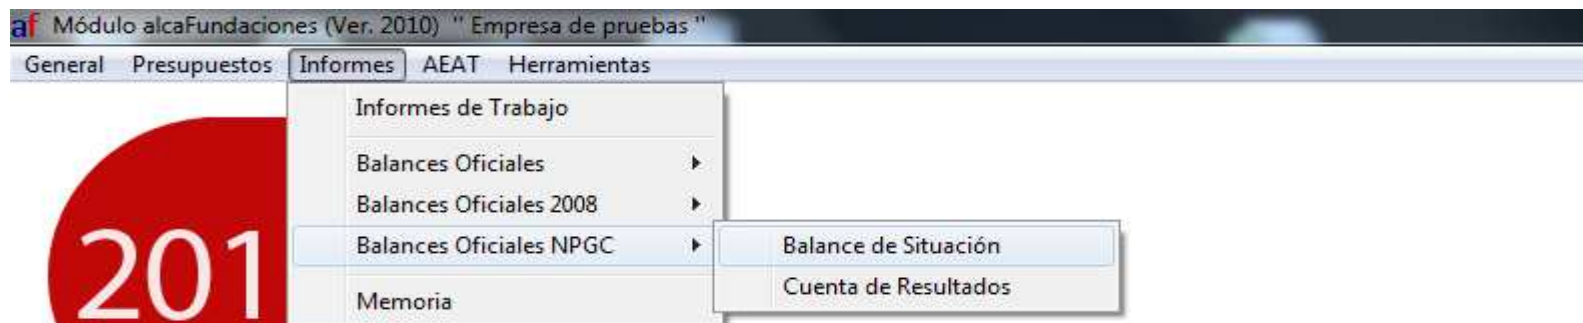 af Módulo alcaFundaciones (Ver. 2010) " Empresa de pruebas "
General Presupuestos Informes AEAT Herramientas
Informes de Trabajo
Balances Oficiales
Balances Oficiales 2008
Balances Oficiales NPGC
Balance de Situación
Cuenta de Resultados
Memoria
201